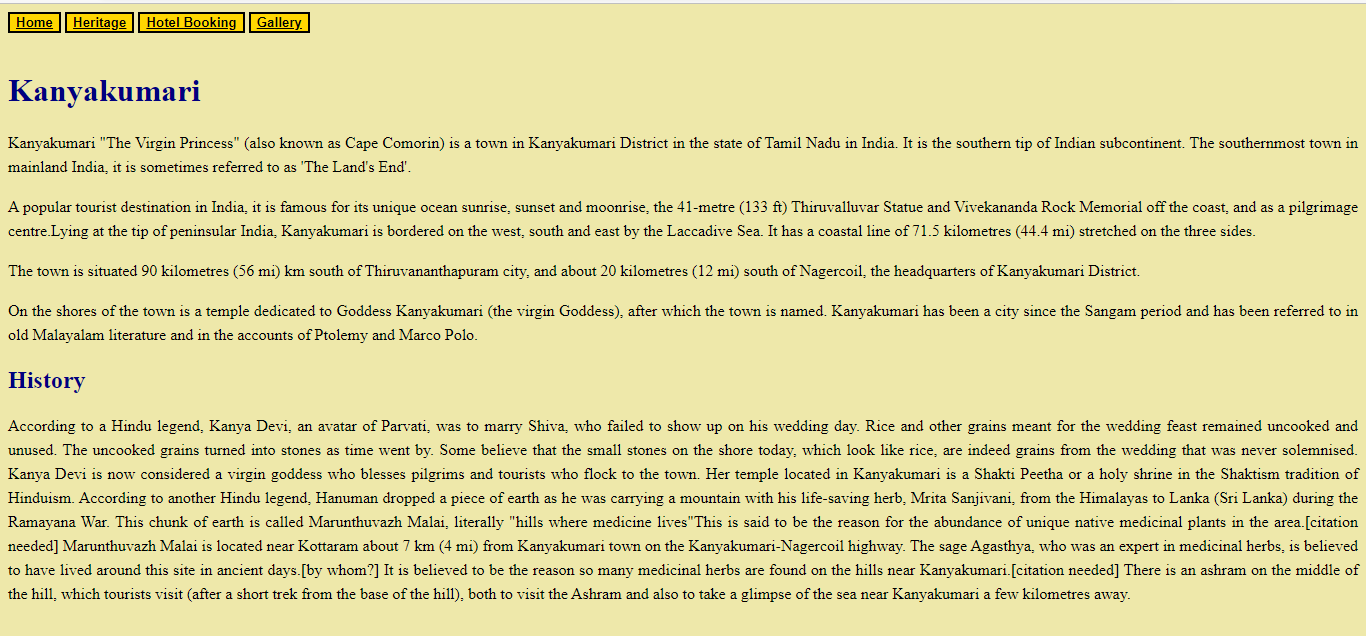 Home Heritage Hotel Booking Gallery
Kanyakumari
Kanyakumari "The Virgin Princess" (also known as Cape Comorin) is a town in Kanyakumari District in the state of Tamil Nadu in India. It is the southern tip of Indian subcontinent. The southernmost town in
mainland India, it is sometimes referred to as 'The Land's End'.
A popular tourist destination in India, it is famous for its unique ocean sunrise, sunset and moonrise, the 41-metre (133 ft) Thiruvalluvar Statue and Vivekananda Rock Memorial off the coast, and as a pilgrimage
centre.Lying at the tip of peninsular India, Kanyakumari is bordered on the west, south and east by the Laccadive Sea. It has a coastal line of 71.5 kilometres (44.4 mi) stretched on the three sides.
The town is situated 90 kilometres (56 mi) km south of Thiruvananthapuram city, and about 20 kilometres (12 mi) south of Nagercoil, the headquarters of Kanyakumari District.
On the shores of the town is a temple dedicated to Goddess Kanyakumari (the virgin Goddess), after which the town is named. Kanyakumari has been a city since the Sangam period and has been referred to in
old Malayalam literature and in the accounts of Ptolemy and Marco Polo.
History
According to a Hindu legend, Kanya Devi, an avatar of Parvati, was to marry Shiva, who failed to show up on his wedding day. Rice and other grains meant for the wedding feast remained uncooked and
unused. The uncooked grains turned into stones as time went by. Some believe that the small stones on the shore today, which look like rice, are indeed grains from the wedding that was never solemnised.
Kanya Devi is now considered a virgin goddess who blesses pilgrims and tourists who flock to the town. Her temple located in Kanyakumari is a Shakti Peetha or a holy shrine in the Shaktism tradition of
Hinduism. According to another Hindu legend, Hanuman dropped a piece of earth as he was carrying a mountain with his life-saving herb, Mrita Sanjivani, from the Himalayas to Lanka (Sri Lanka) during the
Ramayana War. This chunk of earth is called Marunthuvazh Malai, literally "hills where medicine lives"This is said to be the reason for the abundance of unique native medicinal plants in the area.[citation
needed] Marunthuvazh Malai is located near Kottaram about 7 km (4 mi) from Kanyakumari town on the Kanyakumari-Nagercoil highway. The sage Agasthya, who was an expert in medicinal herbs, is believed
to have lived around this site in ancient days.[by whom?] It is believed to be the reason so many medicinal herbs are found on the hills near Kanyakumari.[citation needed] There is an ashram on the middle of
the hill, which tourists visit (after a short trek from the base of the hill), both to visit the Ashram and also to take a glimpse of the sea near Kanyakumari a few kilometres away.